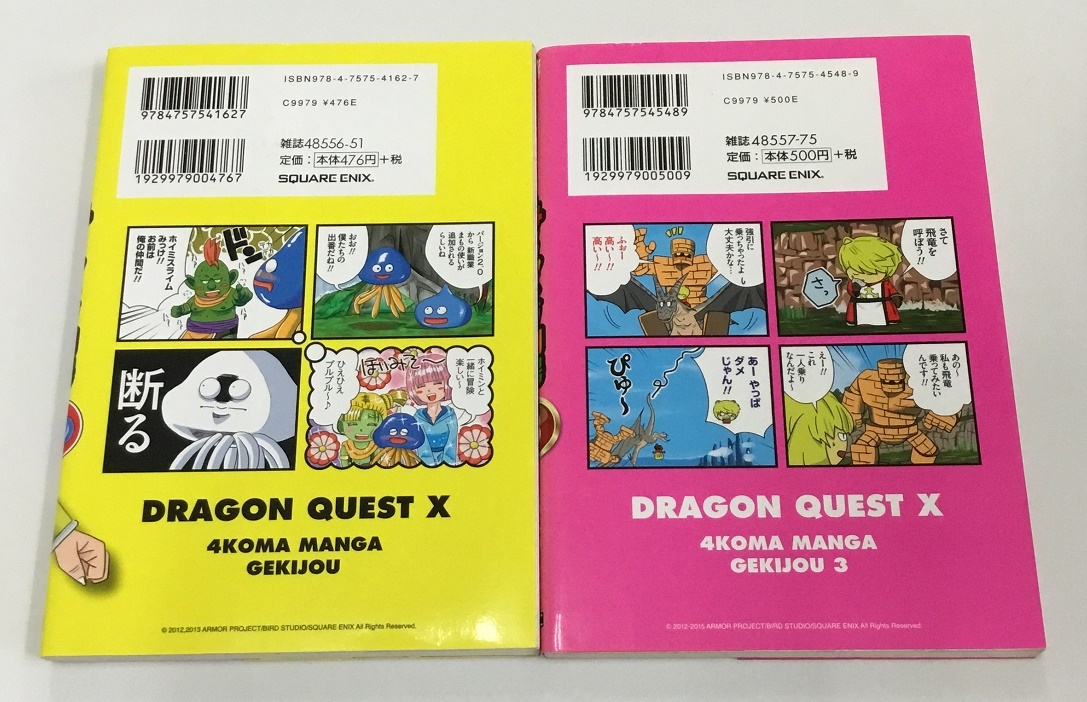 ISBN978-4-7575-4162-7
9784757541627
C9979 ¥476E
雑誌48556-51
定価：本体476円+税
1929979004767
SQUARE ENIX.
バージョン2.0
から 新職業
まもの使いが
追加される
らしいね
おお!!
僕たちの
出番だね!!
ドン
ホイミスライム
みつけ!!
お前は
俺の仲間だ!!
ホイミンと
一緒に冒険
楽しい～
ほいみそ～
ひえひえ
プルプル～♪
断る
DRAGON QUEST X
4KOMA MANGA
GEKIJOU
© 2012,2013 ARMOR PROJECT/BIRD STUDIO/SQUARE ENIX All Rights Reserved.
ISBN978-4-7575-4548-9
9784757545489
C9979 ¥500E
雑誌48557-75
定価：本体500円+税
1929979005009
SQUARE ENIX.
さて
飛竜を
呼ぼう!!
さっ
あの～
私も飛竜
乗ってみたい
んです!!
えー!!
これ
一人乗り
なんだよ～
強引に
乗っちゃったよ
大丈夫かな…
ふぉー
高い～!!
高い～!!
あー やっぱ
ダメ
じゃん!!
ぴゅ～
DRAGON QUEST X
4KOMA MANGA
GEKIJOU 3
© 2012-2015 ARMOR PROJECT/BIRD STUDIO/SQUARE ENIX All Rights Reserved.